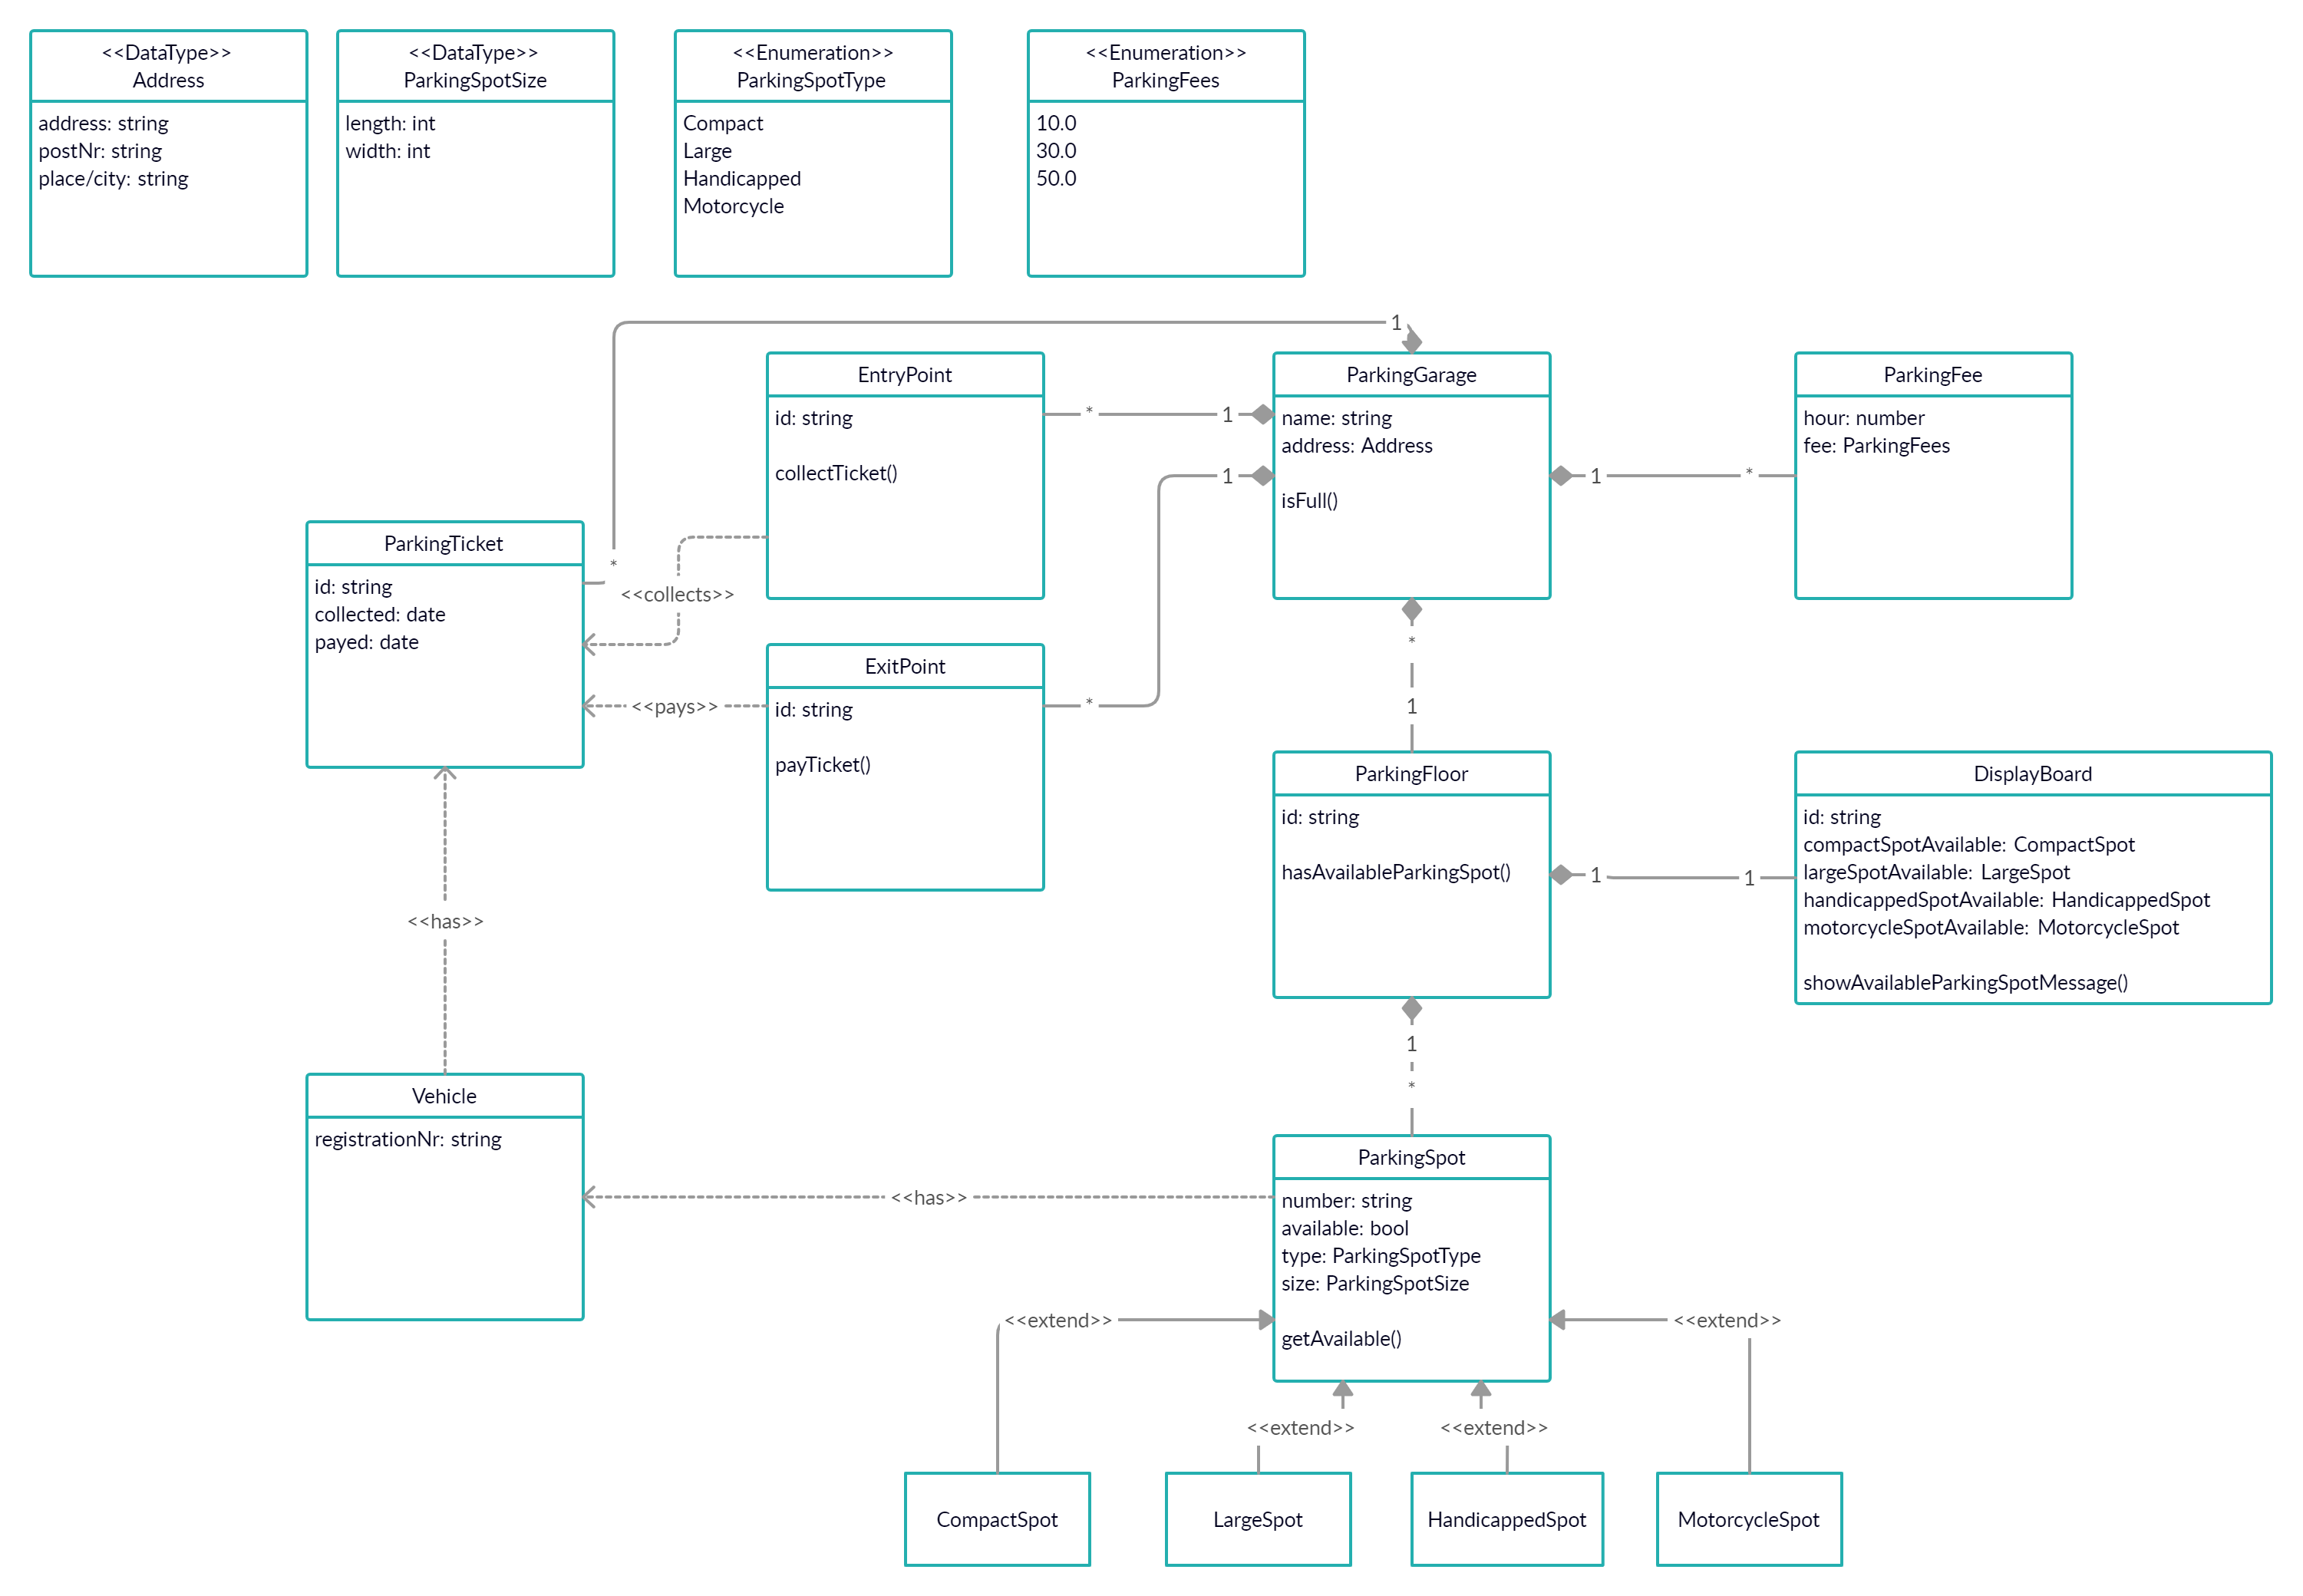 <<DataType>>
Address
address: string
postNr: string
place/city: string
<<DataType>>
ParkingSpotSize
length: int
width: int
<<Enumeration>>
ParkingSpotType
Compact
Large
Handicapped
Motorcycle
<<Enumeration>>
ParkingFees
10.0
30.0
50.0
1
EntryPoint
id: string
collectTicket()
*
1
ParkingGarage
name: string
address: Address
isFull()
1
1
*
ParkingFee
hour: number
fee: ParkingFees
ParkingTicket
id: string
collected: date
payed: date
*
<<collects>>
<<pays>>
ExitPoint
id: string
payTicket()
*
*
1
ParkingFloor
id: string
hasAvailableParkingSpot()
1
1
DisplayBoard
id: string
compactSpotAvailable: CompactSpot
largeSpotAvailable: LargeSpot
handicappedSpotAvailable: HandicappedSpot
motorcycleSpotAvailable: MotorcycleSpot
showAvailableParkingSpotMessage()
<<has>>
1
*
Vehicle
registrationNr: string
<<has>>
ParkingSpot
number: string
available: bool
type: ParkingSpotType
size: ParkingSpotSize
getAvailable()
<<extend>>
<<extend>>
<<extend>>
<<extend>>
CompactSpot
LargeSpot
HandicappedSpot
MotorcycleSpot